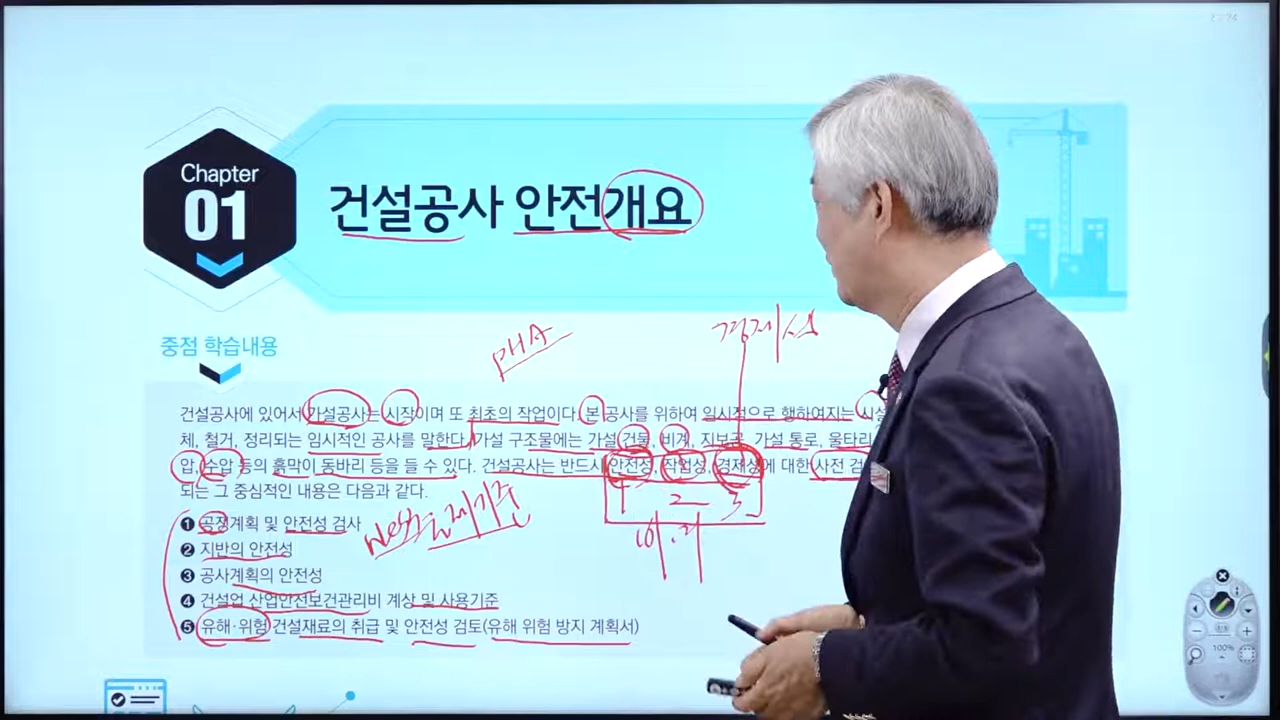 Chapter
01
건설공사 안전개요
중점 학습내용
PHA
경제성
건설공사에 있어서 가설공사는 시작이며 또 최초의 작업이다. 본 공사를 위하여 일시적으로 행하여지는 시설
체, 철거, 정리되는 임시적인 공사를 말한다. 가설 구조물에는 가설 건물, 비계, 지보공, 가설 통로, 울타리
압, 수압 등의 흙막이 동바리 등을 들 수 있다. 건설공사는 반드시 안전성, 작업성, 경제성에 대한 사전 검
되는 그 중심적인 내용은 다음과 같다.
1 2 3
❶ 공정계획 및 안전성 검사
❷ 지반의 안전성
❸ 공사계획의 안전성
❹ 건설업 산업안전보건관리비 계상 및 사용기준
❺ 유해·위험 건설재료의 취급 및 안전성 검토(유해 위험 방지 계획서)
100%